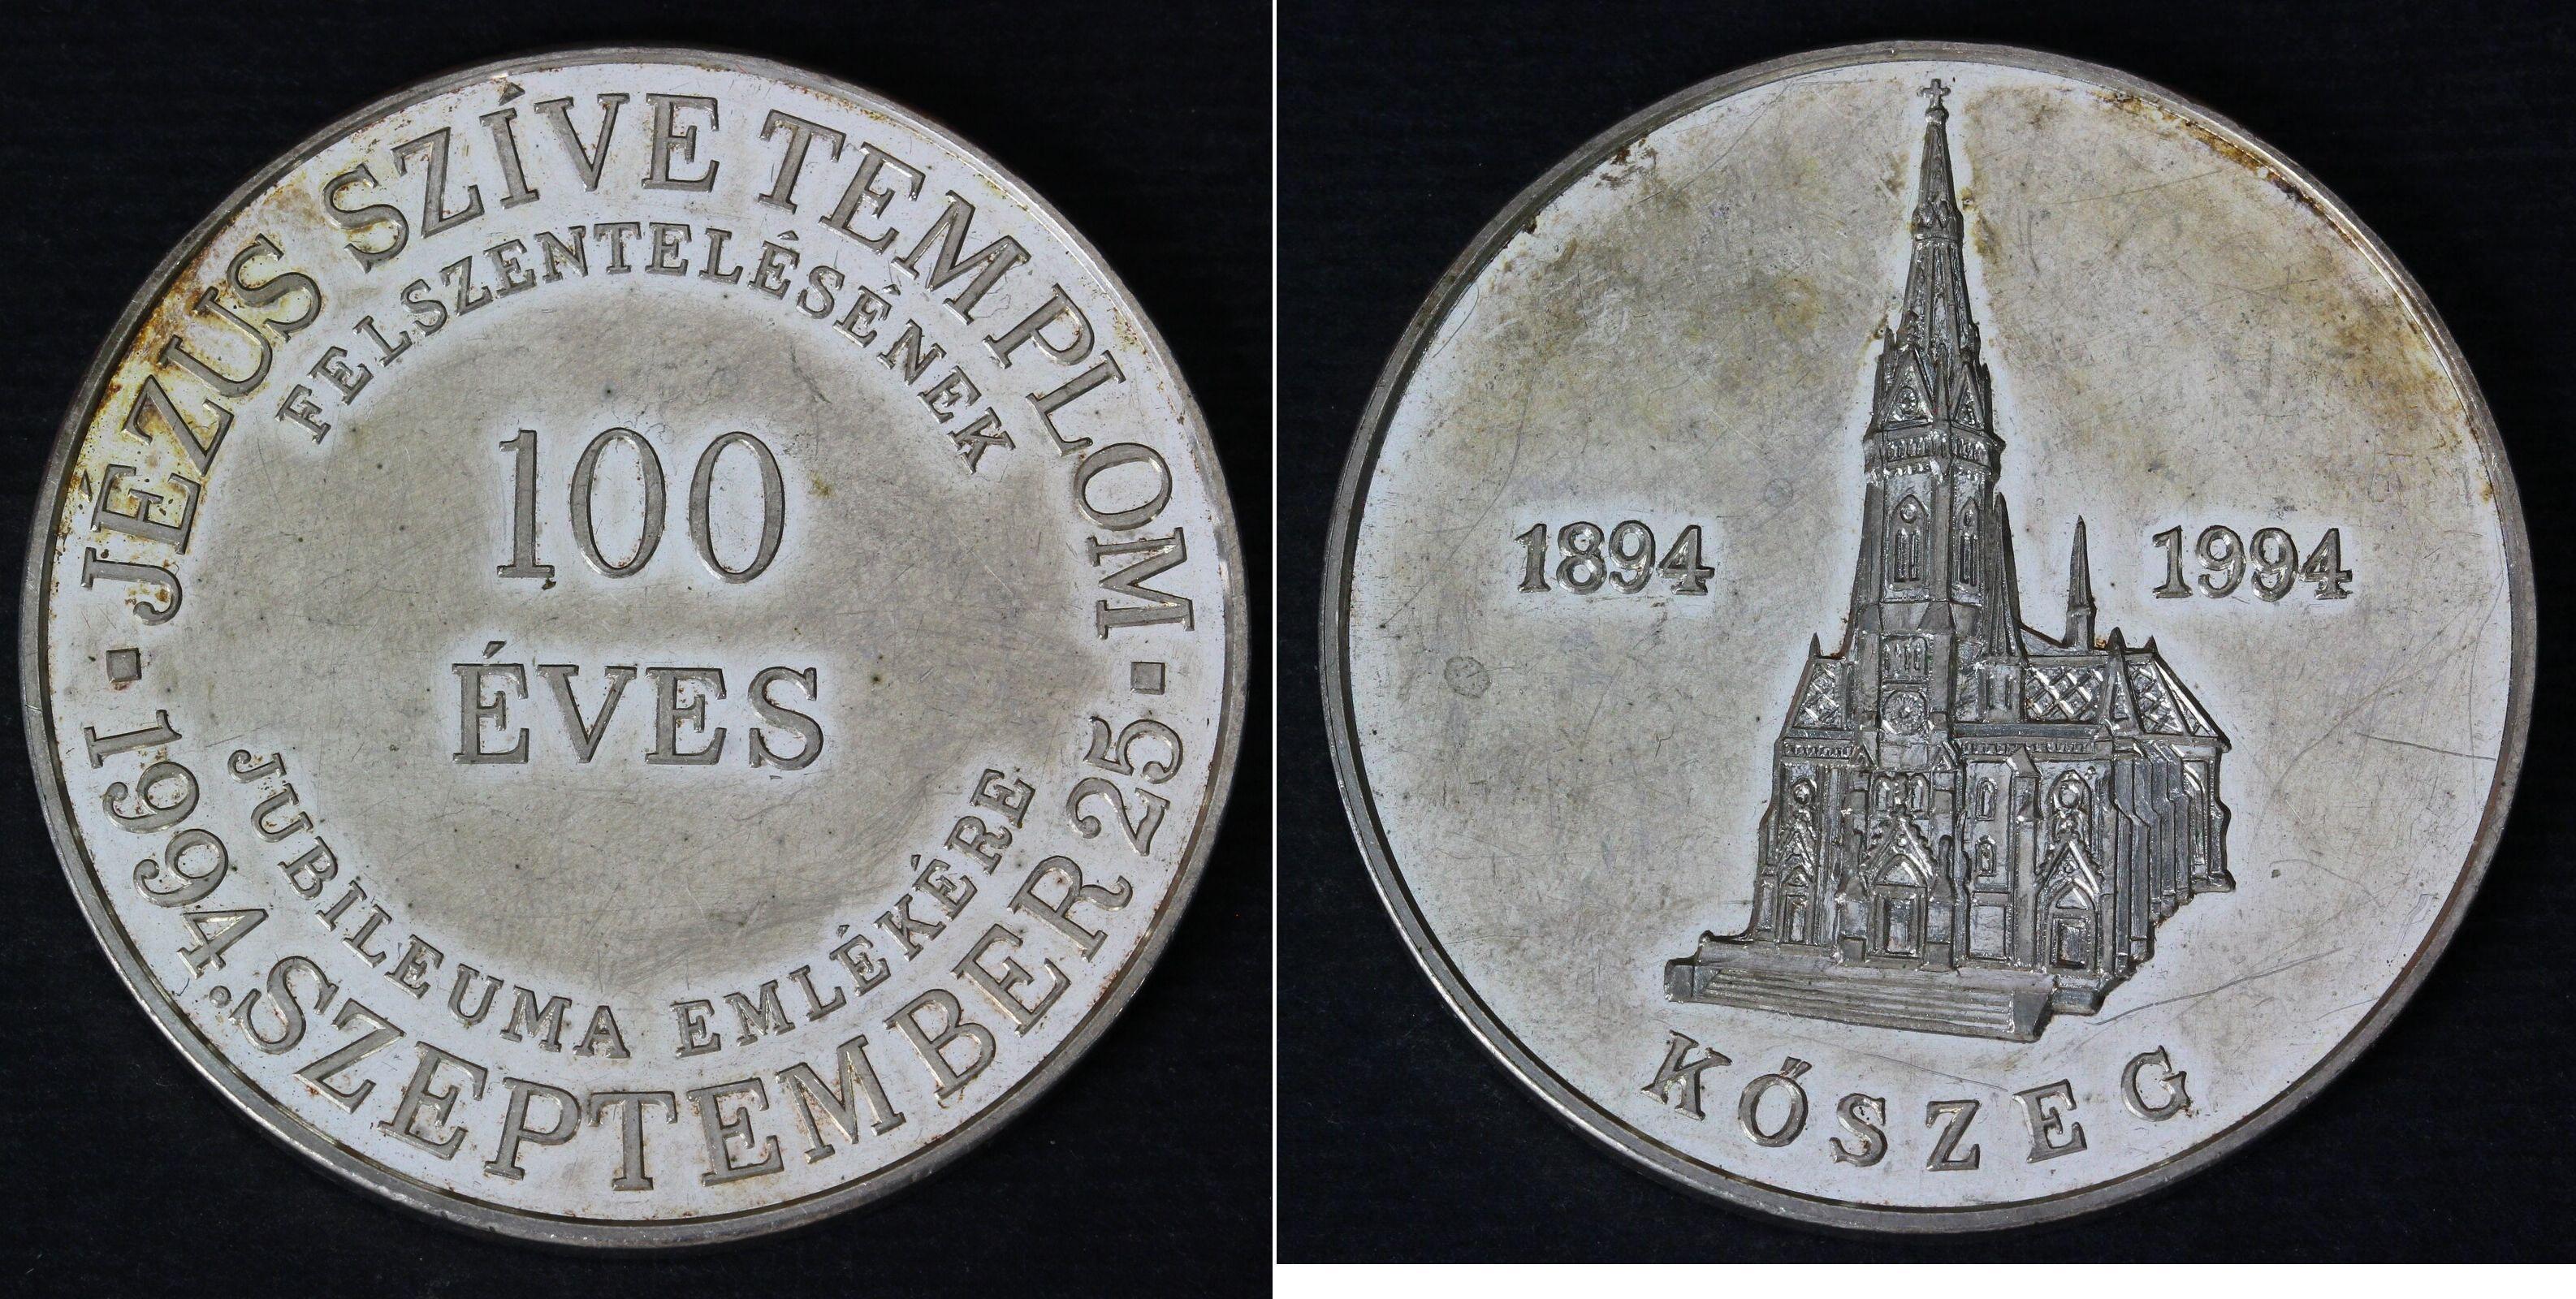 JÉZUS SZÍVE TEMPLOM
FELSZENTELÉSÉNEK
100
ÉVES
JUBILEUMA EMLÉKÉRE
1994. SZEPTEMBER 25
1894
1994
KŐSZEG